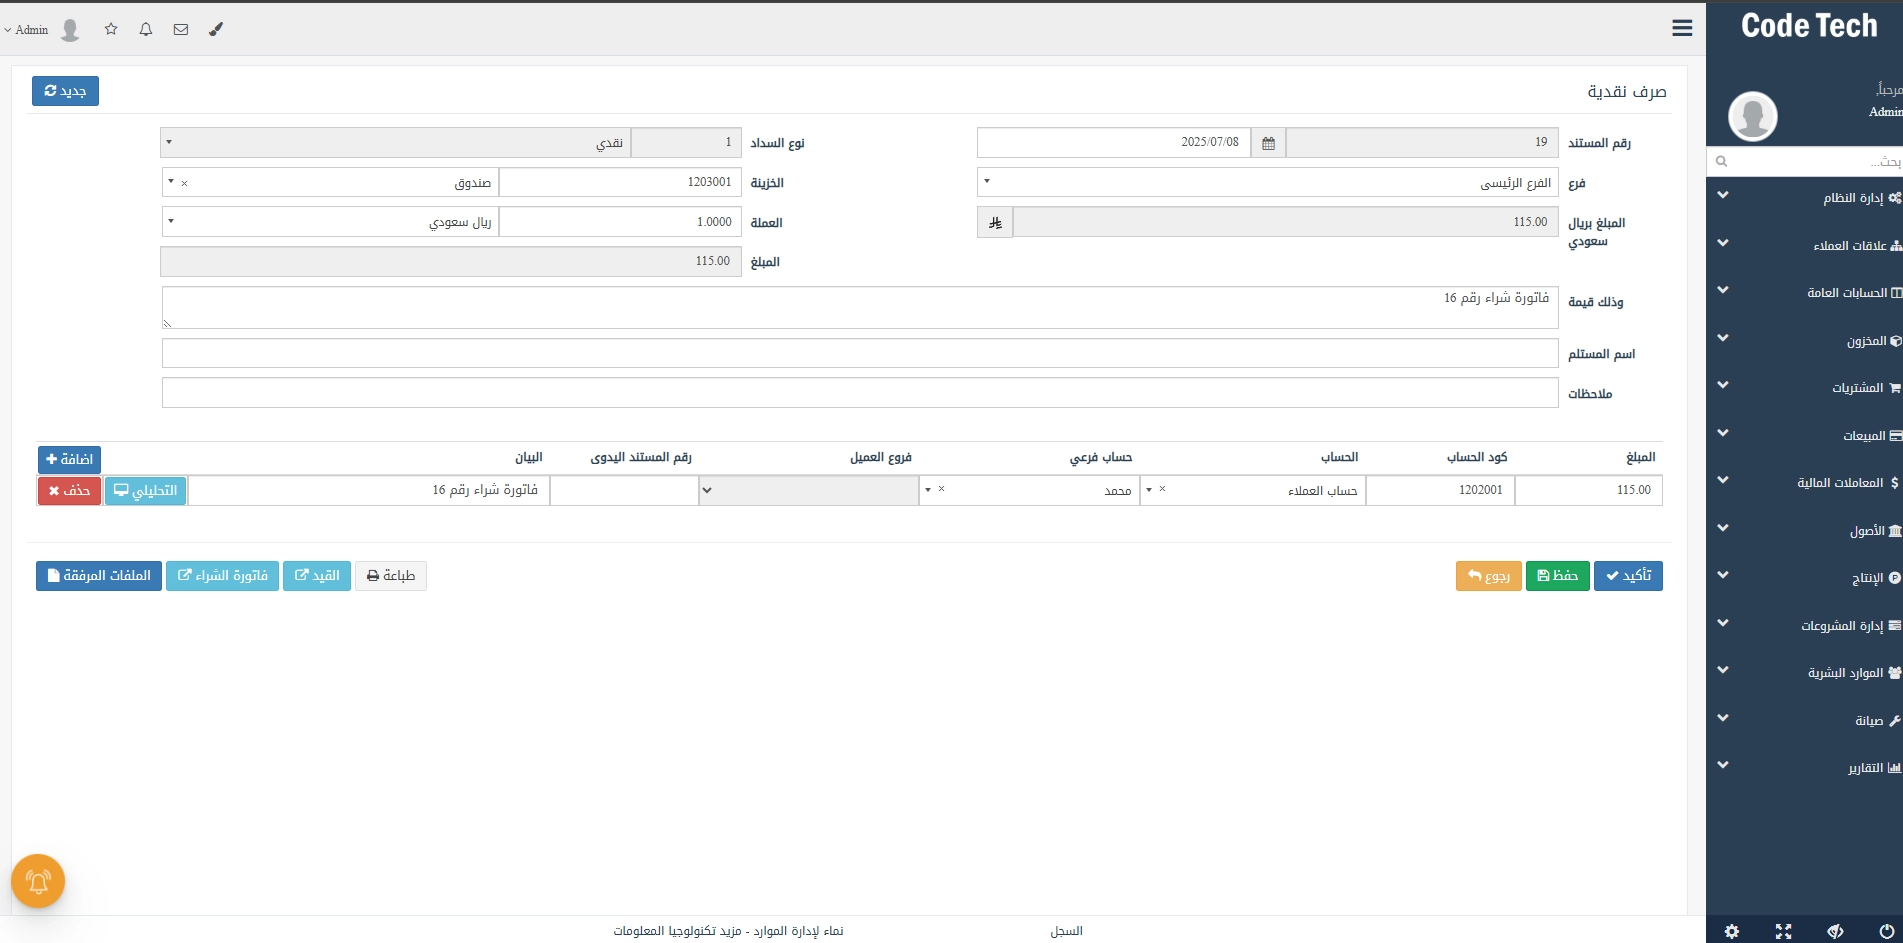 Code Tech
مرحباً,
Admin
بحث...
إدارة النظام
علاقات العملاء
الحسابات العامة
المخزون
المشتريات
المبيعات
المعاملات المالية
الأصول
الإنتاج
إدارة المشروعات
الموارد البشرية
صيانة
التقارير
Admin
صرف نقدية
جديد
رقم المستند 19 2025/07/08 نوع السداد 1 نقدي
فرع الفرع الرئيسى الخزينة 1203001 صندوق ×
المبلغ بريال سعودي 115.00 العملة 1.0000 ريال سعودي
المبلغ 115.00
وذلك قيمة فاتورة شراء رقم 16
اسم المستلم
ملاحظات
المبلغ كود الحساب الحساب حساب فرعي فروع العميل رقم المستند اليدوى البيان اضافة
115.00 1202001 حساب العملاء × محمد × فاتورة شراء رقم 16 التحليلي حذف
تأكيد حفظ رجوع طباعة القيد فاتورة الشراء الملفات المرفقة
السجل نماء لإدارة الموارد - مزيد تكنولوجيا المعلومات